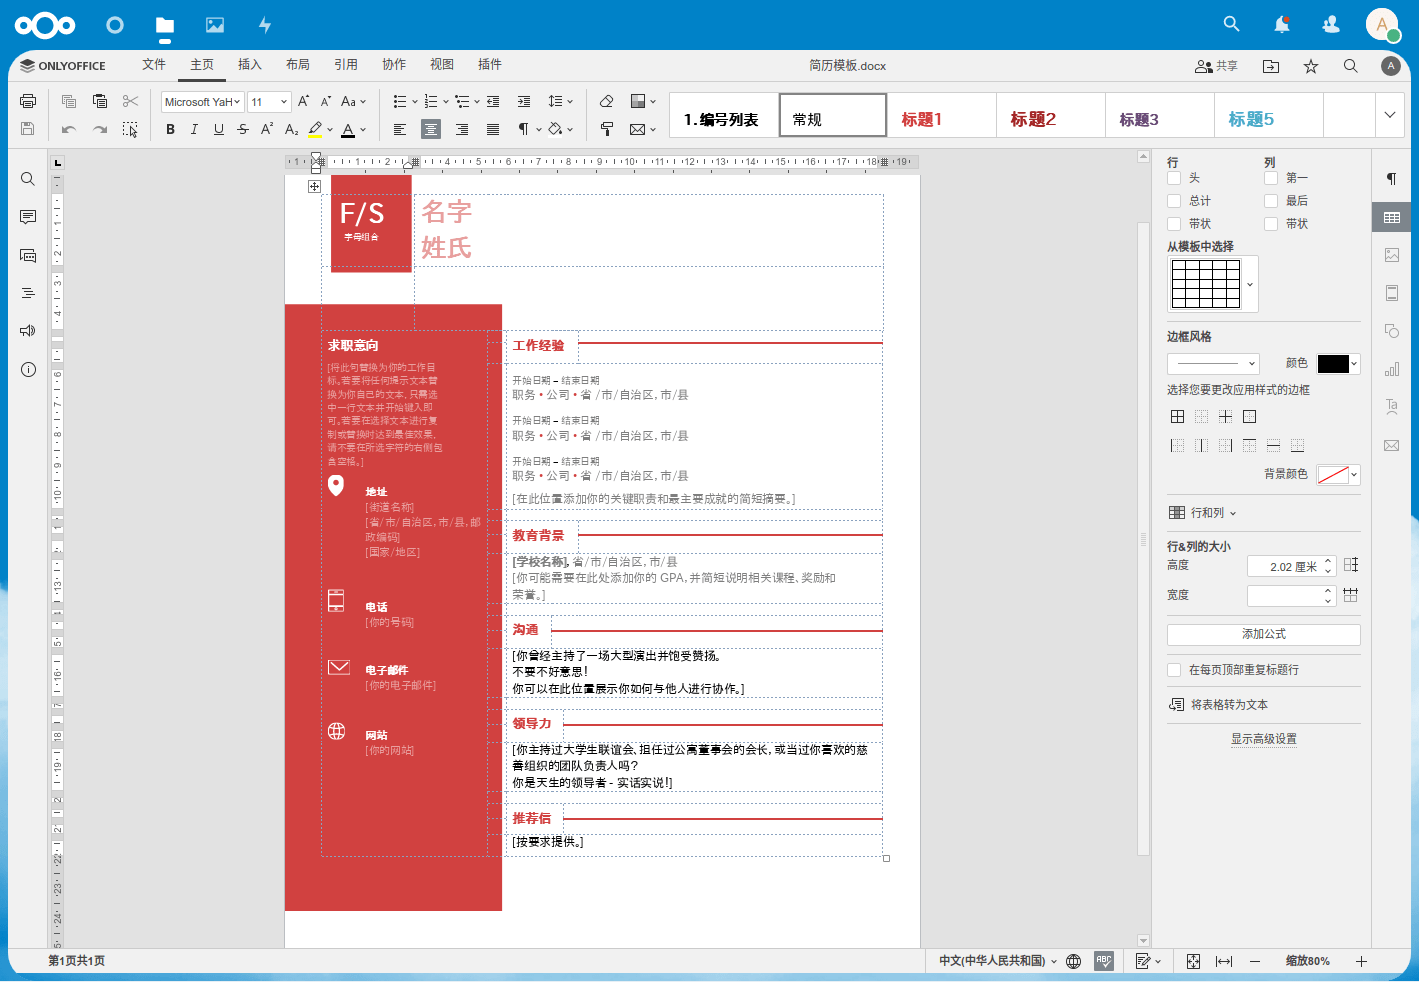 A
ONLYOFFICE
文件 主页 插入 布局 引用 协作 视图 插件
简历模板.docx
共享
A
Microsoft YaH
11
Aa
1.编号列表 常规 标题1 标题2 标题3 标题5
F/S
字母组合
名字
姓氏
求职意向
[将此句替换为你的工作目
标。若要将任何提示文本替
换为你自己的文本，只需选
中一行文本并开始键入即
可。若要在选择文本进行复
制或替换时达到最佳效果，
请不要在所选字符的右侧包
含空格。]
地址
[街道名称]
[省/市/自治区，市/县，邮
政编码]
[国家/地区]
电话
[你的号码]
电子邮件
[你的电子邮件]
网站
[你的网站]
工作经验
开始日期 – 结束日期
职务 • 公司 • 省 /市/自治区，市/县
开始日期 – 结束日期
职务 • 公司 • 省 /市/自治区，市/县
开始日期 – 结束日期
职务 • 公司 • 省 /市/自治区，市/县
[在此位置添加你的关键职责和最主要成就的简短摘要。]
教育背景
[学校名称]，省/市/自治区，市/县
[你可能需要在此处添加你的 GPA，并简短说明相关课程、奖励和
荣誉。]
沟通
[你曾经主持了一场大型演出并饱受赞扬。
不要不好意思！
你可以在此位置展示你如何与他人进行协作。]
领导力
[你主持过大学生联谊会、担任过公寓董事会的会长，或当过你喜欢的慈
善组织的团队负责人吗？
你是天生的领导者 - 实话实说！]
推荐信
[按要求提供。]
行 列
头 第一
总计 最后
带状 带状
从模板中选择
边框风格
颜色
选择您要更改应用样式的边框
背景颜色
行和列
行&列的大小
高度 2.02 厘米
宽度
添加公式
在每页顶部重复标题行
将表格转为文本
显示高级设置
第1页共1页
中文(中华人民共和国)
ABC
缩放80%